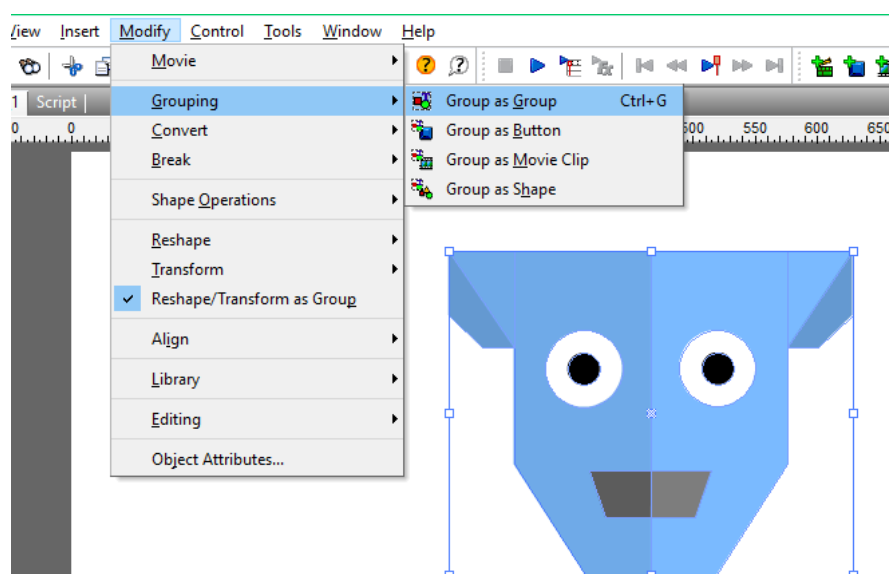 Insert Modify Control Tools Window Help
Movie
1 Script
Grouping
Group as Group Ctrl+G
0 0 500 550 600 650
Convert
Group as Button
Break
Group as Movie Clip
Shape Operations
Group as Shape
Reshape
Transform
Reshape/Transform as Group
Align
Library
Editing
Object Attributes...